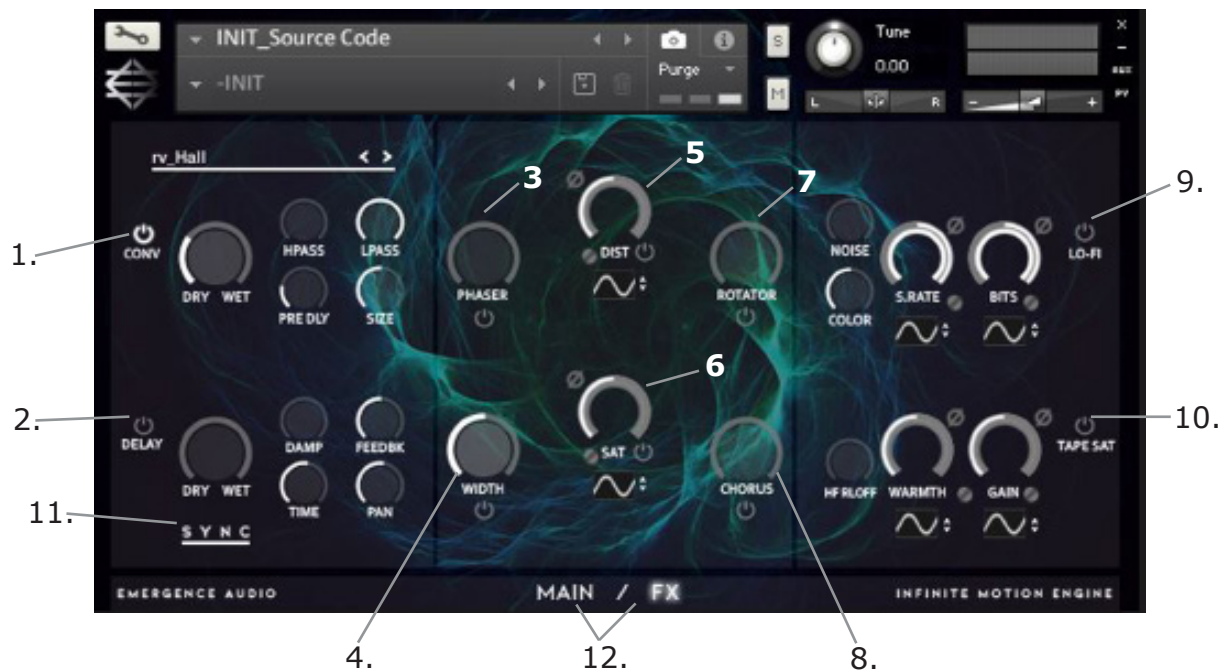 INIT_Source Code
S
Tune
0.00
-INIT
Purge
M
L R
- +
x
-
AUX
PV
rv_Hall < >
3
5
7
9.
1.
CONV
HPASS LPASS
DRY WET
PRE DLY SIZE
PHASER
DIST
ROTATOR
NOISE
COLOR
S.RATE
BITS
LO-FI
6
2.
DELAY
DAMP FEEDBK
DRY WET
TIME PAN
11.
SYNC
WIDTH
SAT
CHORUS
HF RLOFF
WARMTH
GAIN
10.
TAPE SAT
EMERGENCE AUDIO
MAIN / FX
INFINITE MOTION ENGINE
4.
12.
8.